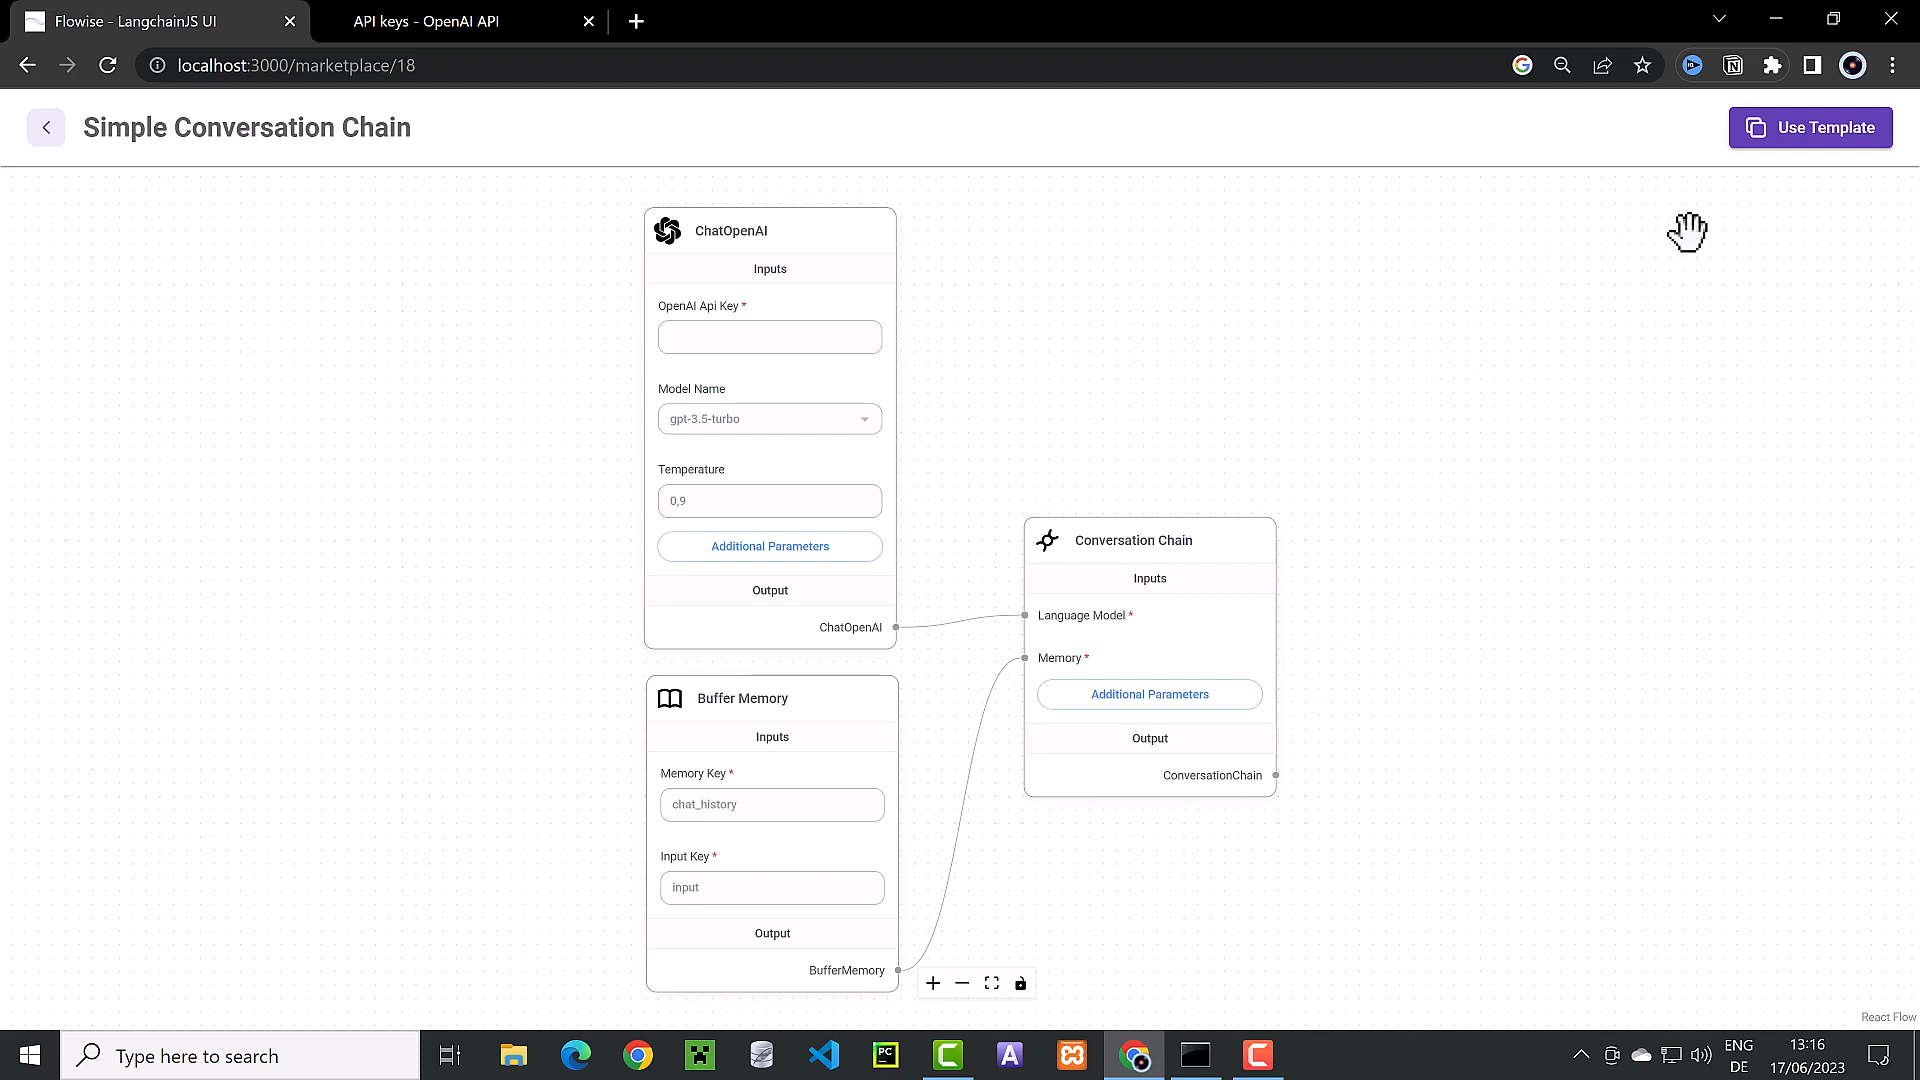 Flowise - LangchainJS UI
API keys - OpenAI API
localhost:3000/marketplace/18
Simple Conversation Chain
Use Template
ChatOpenAI
Inputs
OpenAI Api Key *
Model Name
gpt-3.5-turbo
Temperature
0,9
Additional Parameters
Output
ChatOpenAI
Conversation Chain
Inputs
Language Model *
Memory *
Additional Parameters
Output
ConversationChain
Buffer Memory
Inputs
Memory Key *
chat_history
Input Key *
input
Output
BufferMemory
React Flow
Type here to search
PC
ENG
DE
13:16
17/06/2023